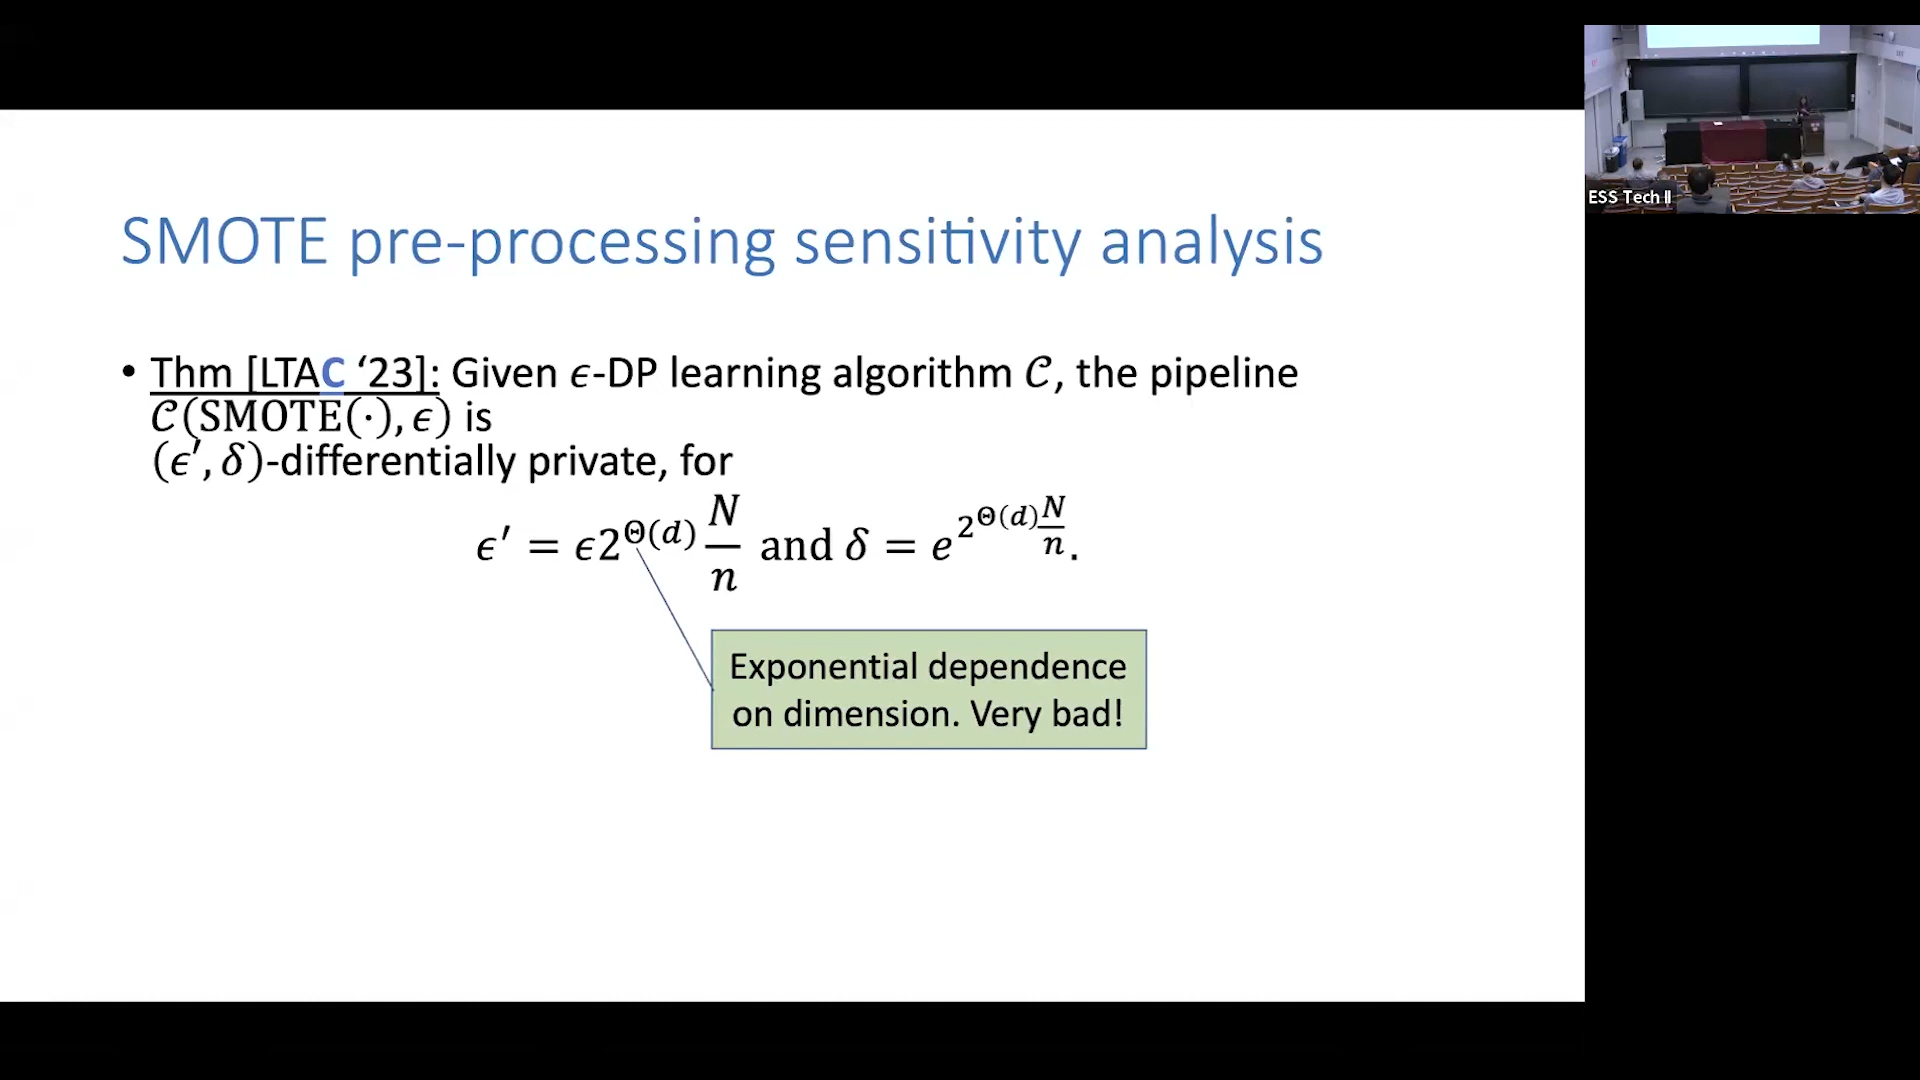 SMOTE pre-processing sensitivity analysis
• Thm [LTAC ‘23]: Given ϵ-DP learning algorithm 𝒞, the pipeline
𝒞(SMOTE(·), ϵ) is
(ϵ′, δ)-differentially private, for
ϵ′ = ϵ2^{Θ(d)} N/n and δ = e^{2^{Θ(d)} N/n}.
Exponential dependence
on dimension. Very bad!
ESS Tech II